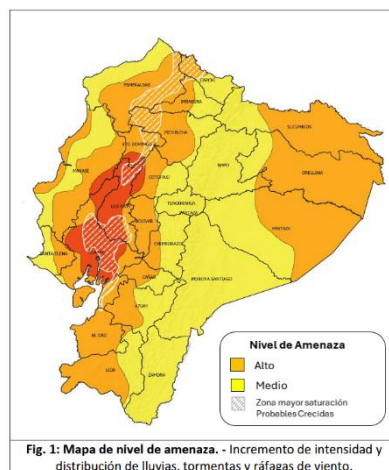 ESMERALDAS
CARCHI
IMBABURA
PICHINCHA
SUCUMBIOS
STO DOMINGO
MANABI
COTOPAXI
NAPO
ORELLANA
LOS RIOS
TUNGURAHUA
PASTAZA
BOLIVAR
SANTA ELENA
CHIMBORAZO
MORONA SANTIAGO
CAÑAR
AZUAY
EL ORO
LOJA
ZAMORA
Nivel de Amenaza
Alto
Medio
Zona mayor saturación
Probables Crecidas
Fig. 1: Mapa de nivel de amenaza. - Incremento de intensidad y
distribución de lluvias, tormentas y ráfagas de viento.